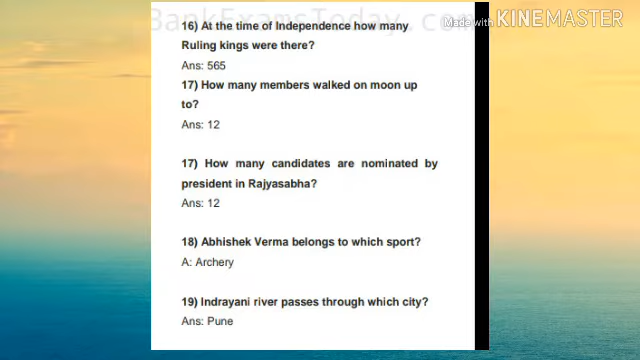 BankExamsToday.com
Made with KINEMASTER
16) At the time of Independence how many
Ruling kings were there?
Ans: 565
17) How many members walked on moon up
to?
Ans: 12
17) How many candidates are nominated by
president in Rajyasabha?
Ans: 12
18) Abhishek Verma belongs to which sport?
A: Archery
19) Indrayani river passes through which city?
Ans: Pune